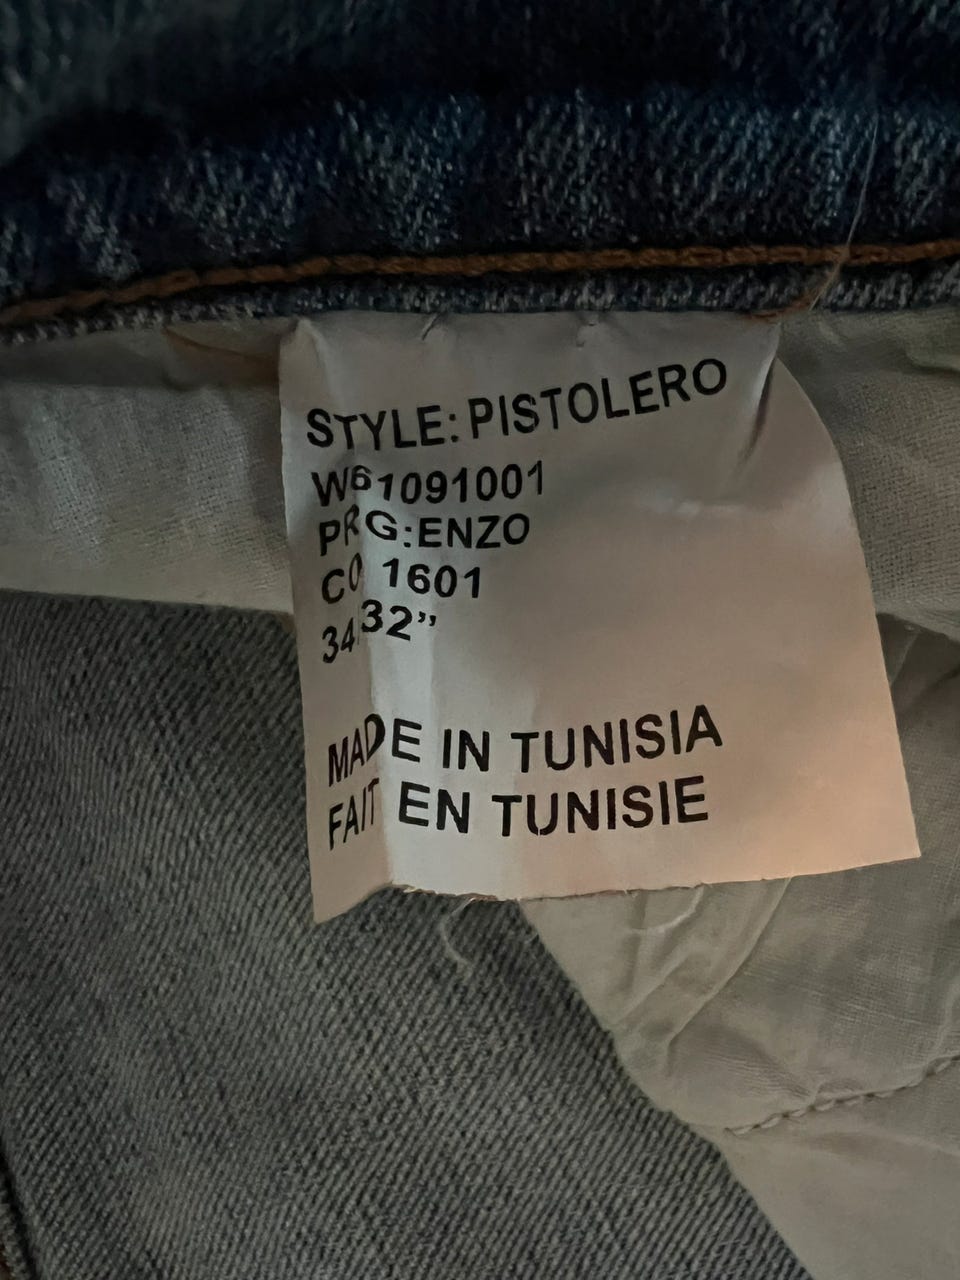 STYLE: PISTOLERO
W61091001
PRG:ENZO
CO 1601
34 32”
MADE IN TUNISIA
FAIT EN TUNISIE